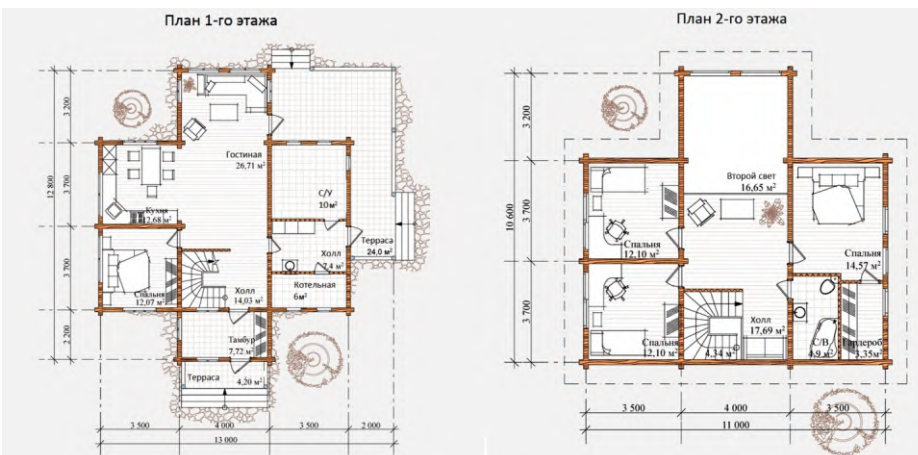 План 1-го этажа
План 2-го этажа
Гостиная
26,71 м²
Кухня
12,68 м²
С/У
10м²
Терраса
24,0 м²
Холл
7,4 м²
Котельная
6м²
Спальня
12,07 м²
Холл
14,03 м²
Тамбур
7,72 м²
Терраса
4,20 м²
12 800
3 200
3 700
3 700
2 200
3 500
4 000
3 500
2 000
13 000
Второй свет
16,65 м²
Спальня
12,10 м²
Спальня
14,57 м²
Спальня
12,10 м²
Холл
17,69 м²
4,34 м²
С/В
4,9 м²
Гардероб
3,35м²
10 600
3 200
3 700
3 700
3 500
4 000
3 500
11 000